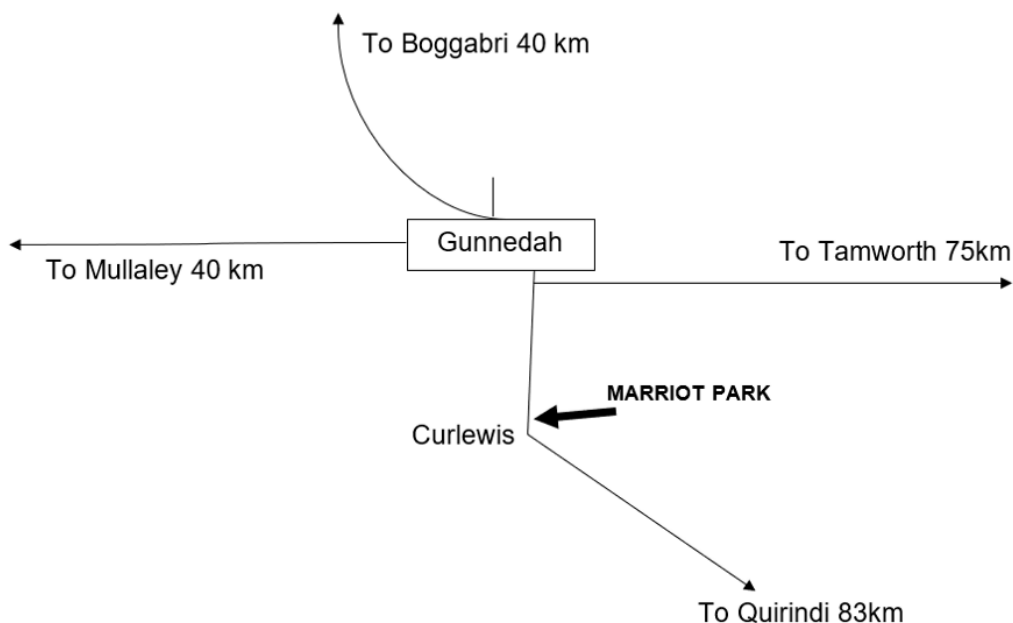 To Boggabri 40 km
Gunnedah
To Mullaley 40 km
To Tamworth 75km
MARRIOT PARK
Curlewis
To Quirindi 83km